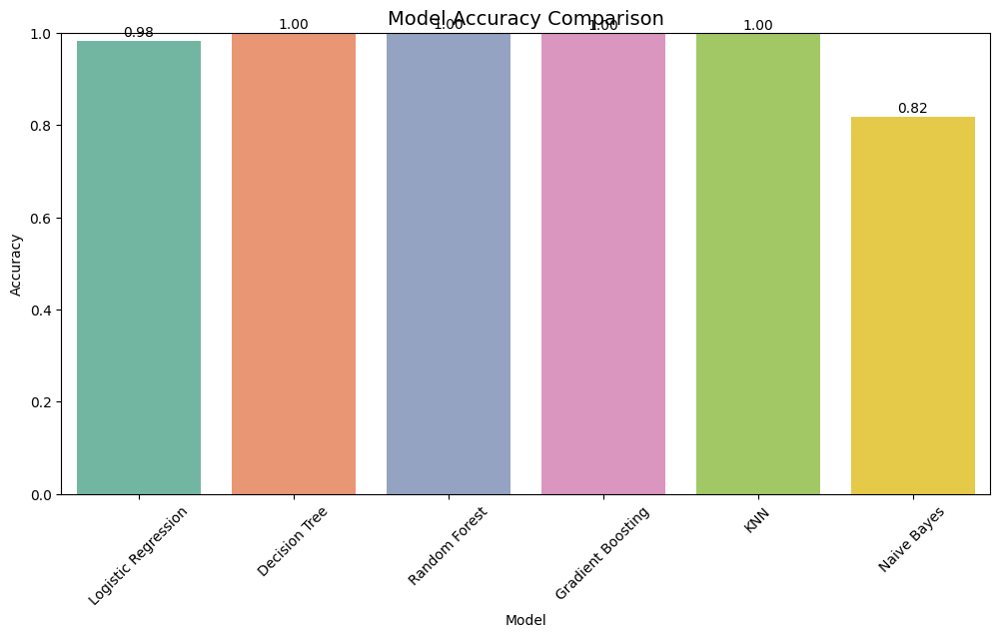 Model Accuracy Comparison
0.98
1.00
1.00
1.00
1.00
0.82
1.0
0.8
0.6
0.4
0.2
0.0
Accuracy
Logistic Regression
Decision Tree
Random Forest
Gradient Boosting
KNN
Naive Bayes
Model